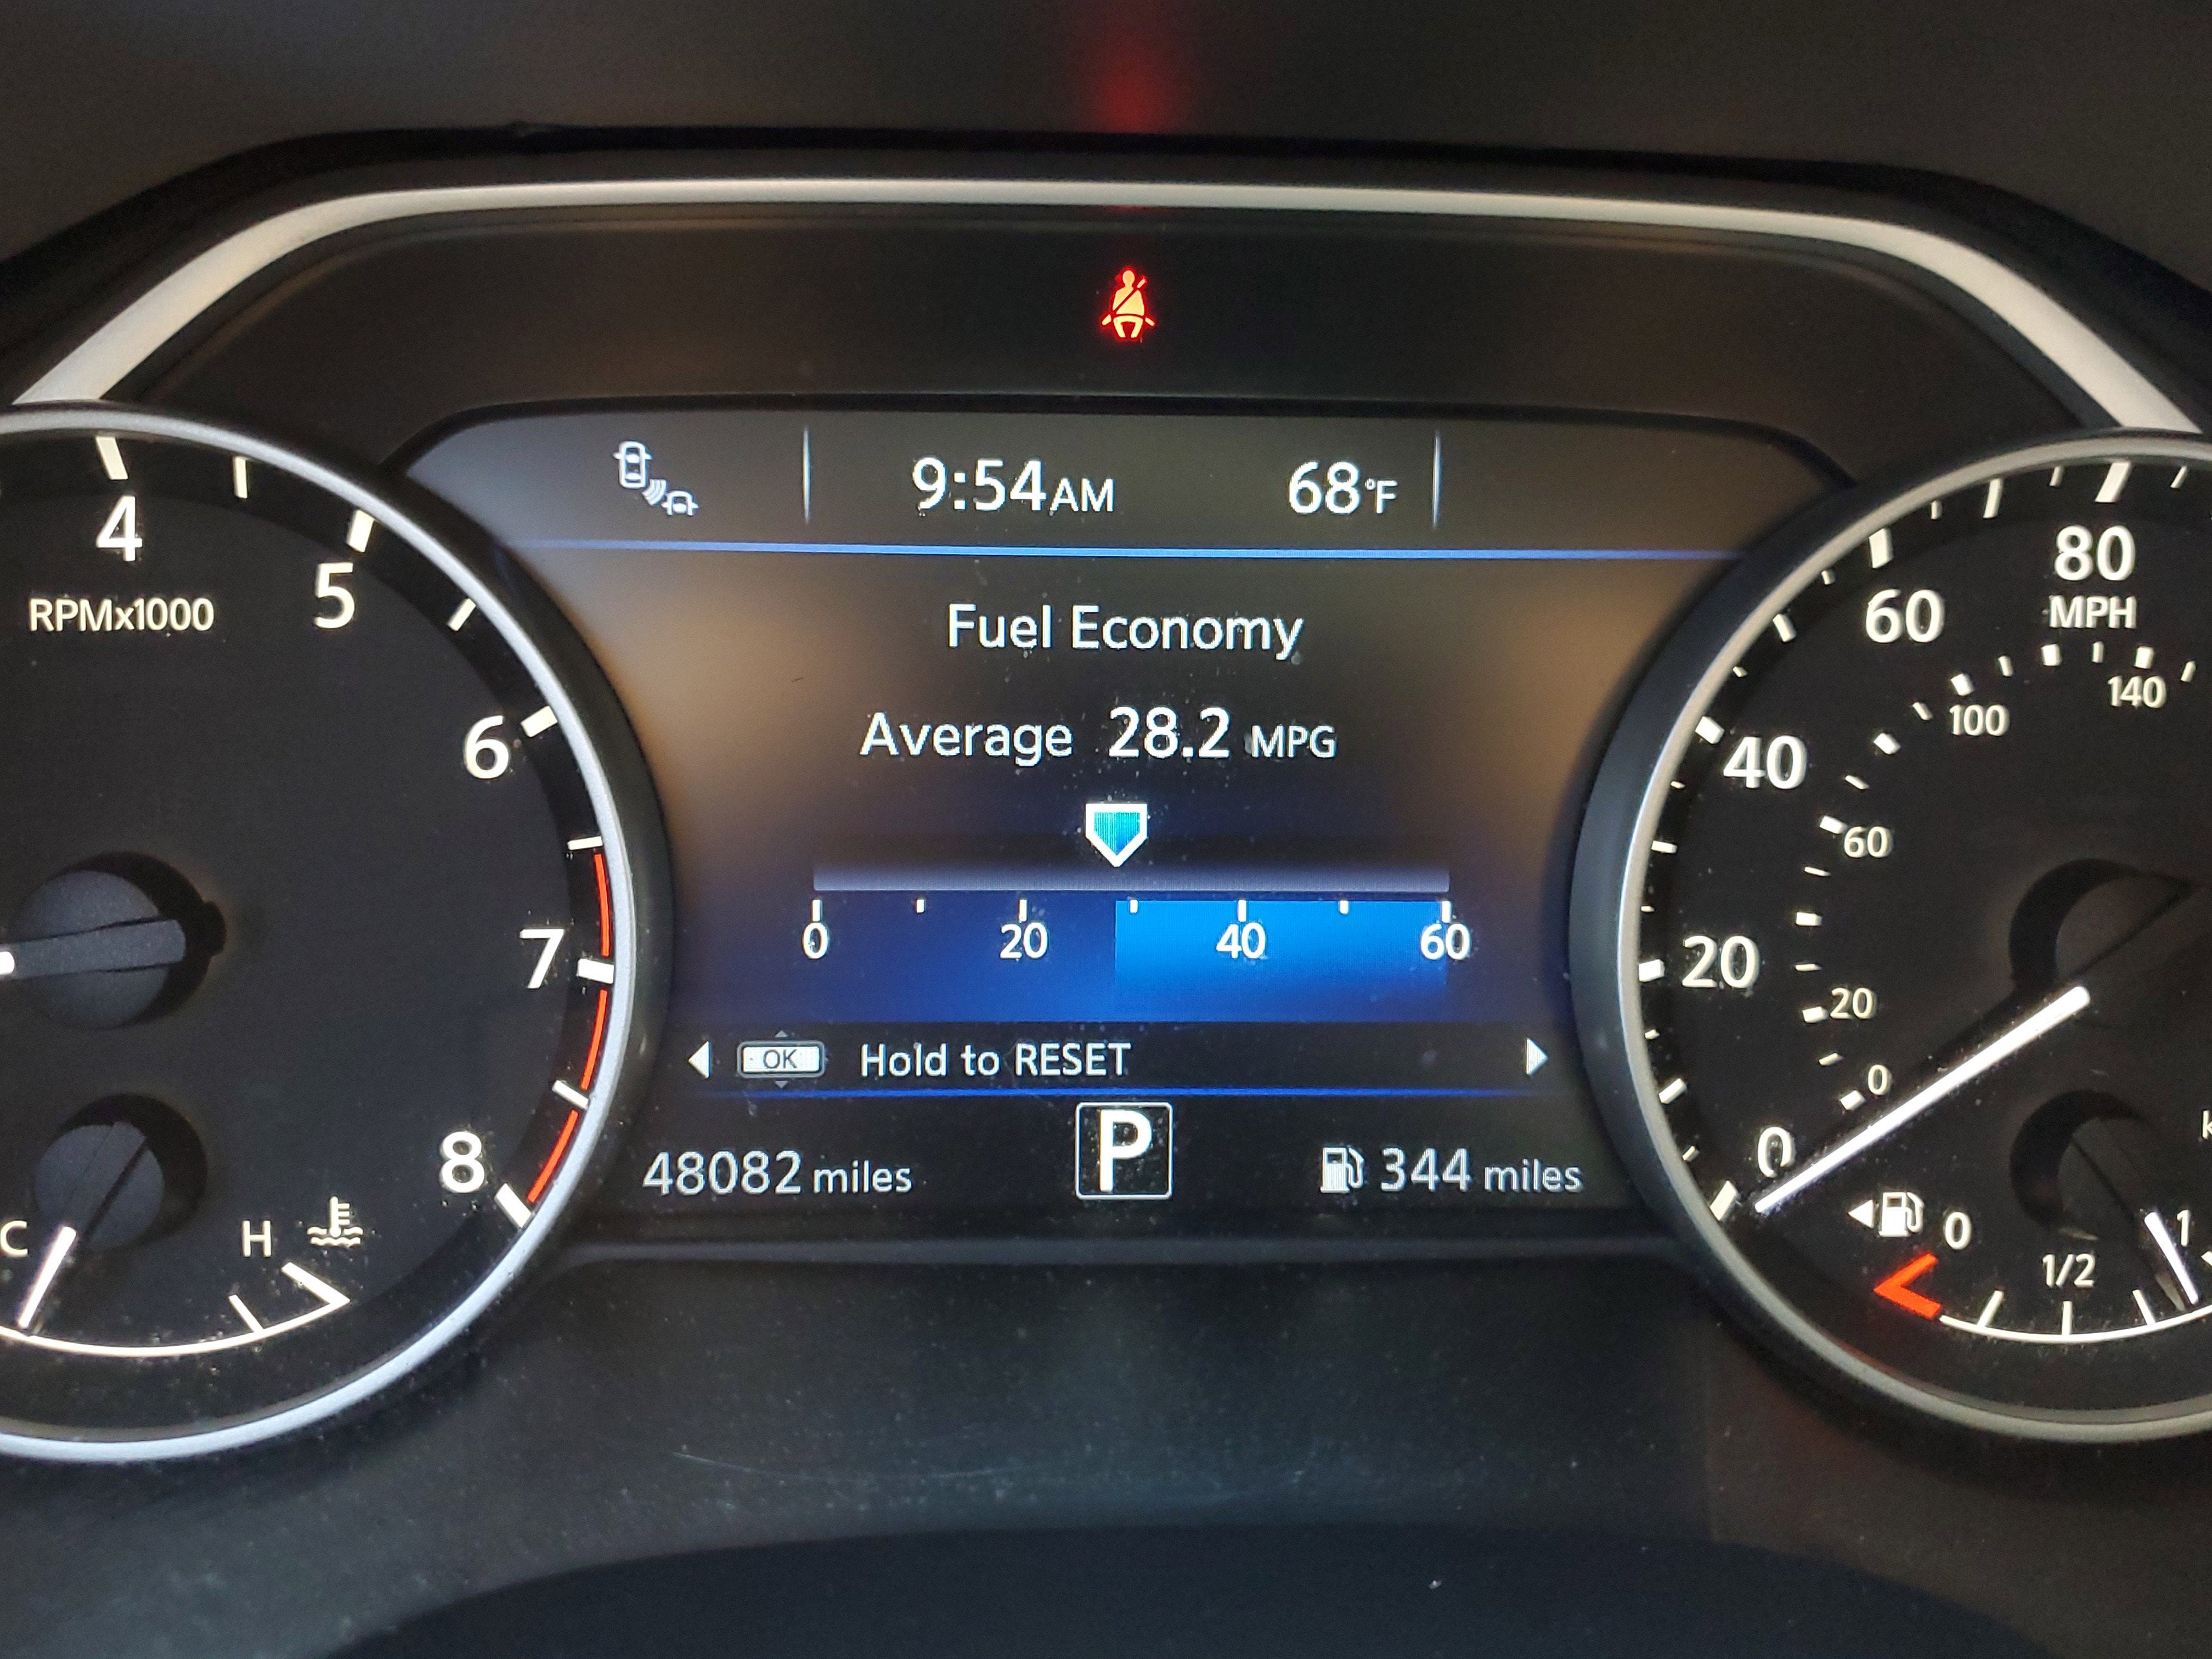 9:54AM 68°F
Fuel Economy
Average 28.2 MPG
0 20 40 60
OK Hold to RESET
48082 miles P 344 miles
4
5
RPMx1000
6
7
8
C H
80
MPH
60
40
20
0
140
100
60
20
0
0 1/2 1